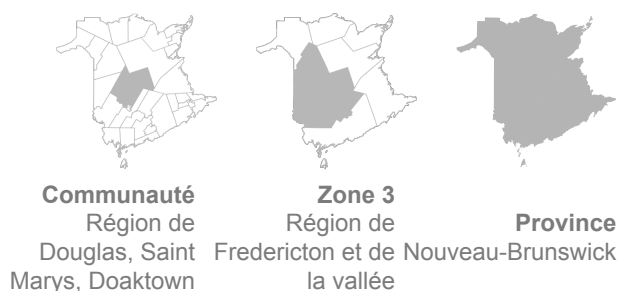 Communauté
Région de
Douglas, Saint
Marys, Doaktown
Zone 3
Région de
Fredericton et de
la vallée
Province
Nouveau-Brunswick